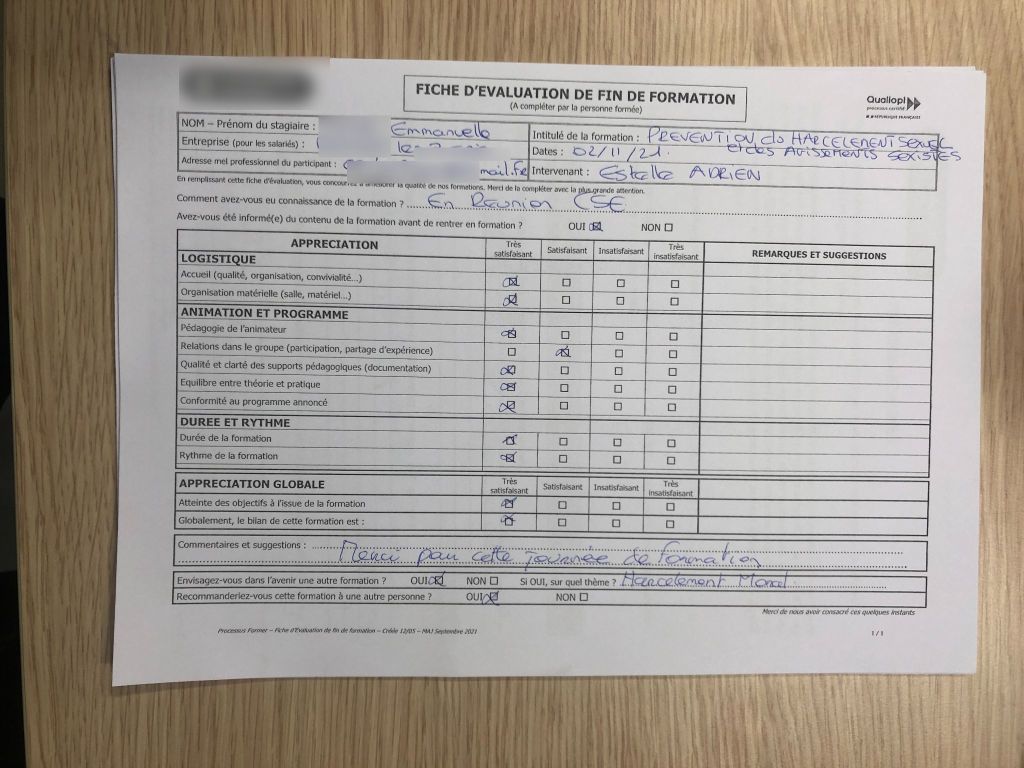 FICHE D'EVALUATION DE FIN DE FORMATION
(A compléter par la personne formée)
Qualiopi
processus certifié
RÉPUBLIQUE FRANÇAISE
NOM – Prénom du stagiaire : Emmanuelle
Entreprise (pour les salariés) :
Adresse mel professionnel du participant : mail.fr
Intitulé de la formation : PREVENTION du HARCELEMENT SEXUEL
et des AGISSEMENTS SEXISTES
Dates : 02/11/21.
Intervenant : Estelle ADRIEN
En remplissant cette fiche d'évaluation, vous concourez à améliorer la qualité de nos formations. Merci de la compléter avec la plus grande attention.
Comment avez-vous eu connaissance de la formation ? En Réunion CSE
Avez-vous été informé(e) du contenu de la formation avant de rentrer en formation ? OUI ☒ NON ☐
APPRECIATION Très satisfaisant Satisfaisant Insatisfaisant Très insatisfaisant REMARQUES ET SUGGESTIONS
LOGISTIQUE
Accueil (qualité, organisation, convivialité...) ☒ ☐ ☐ ☐
Organisation matérielle (salle, matériel...) ☒ ☐ ☐ ☐
ANIMATION ET PROGRAMME
Pédagogie de l'animateur ☒ ☐ ☐ ☐
Relations dans le groupe (participation, partage d'expérience) ☐ ☒ ☐ ☐
Qualité et clarté des supports pédagogiques (documentation) ☒ ☐ ☐ ☐
Equilibre entre théorie et pratique ☒ ☐ ☐ ☐
Conformité au programme annoncé ☒ ☐ ☐ ☐
DUREE ET RYTHME
Durée de la formation ☒ ☐ ☐ ☐
Rythme de la formation ☒ ☐ ☐ ☐
APPRECIATION GLOBALE Très satisfaisant Satisfaisant Insatisfaisant Très insatisfaisant
Atteinte des objectifs à l'issue de la formation ☒ ☐ ☐ ☐
Globalement, le bilan de cette formation est : ☒ ☐ ☐ ☐
Commentaires et suggestions : Merci pour cette journée de formation
Envisagez-vous dans l'avenir une autre formation ? OUI ☒ NON ☐ Si OUI, sur quel thème ? Harcelement Moral
Recommanderiez-vous cette formation à une autre personne ? OUI ☒ NON ☐
Merci de nous avoir consacré ces quelques instants
Processus Former – Fiche d'Evaluation de fin de formation – Créée 12/05 – MAJ Septembre 2021
1/1